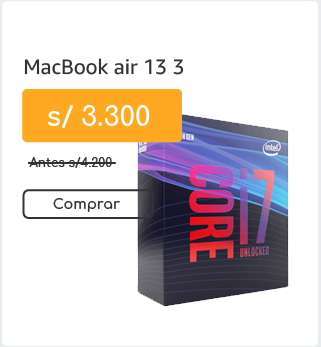 MacBook air 13 3
s/ 3.300
Antes s/4.200
Comprar
intel
CORE
i7
UNLOCKED